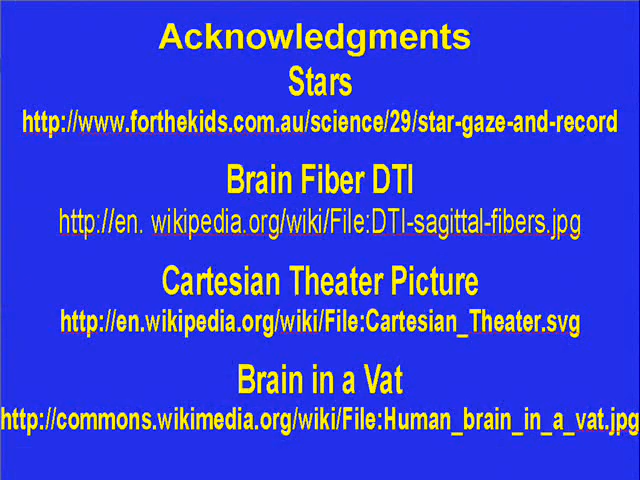 Acknowledgments
Stars
http://www.forthekids.com.au/science/29/star-gaze-and-record
Brain Fiber DTI
http://en. wikipedia.org/wiki/File:DTI-sagittal-fibers.jpg
Cartesian Theater Picture
http://en.wikipedia.org/wiki/File:Cartesian_Theater.svg
Brain in a Vat
http://commons.wikimedia.org/wiki/File:Human_brain_in_a_vat.jpg